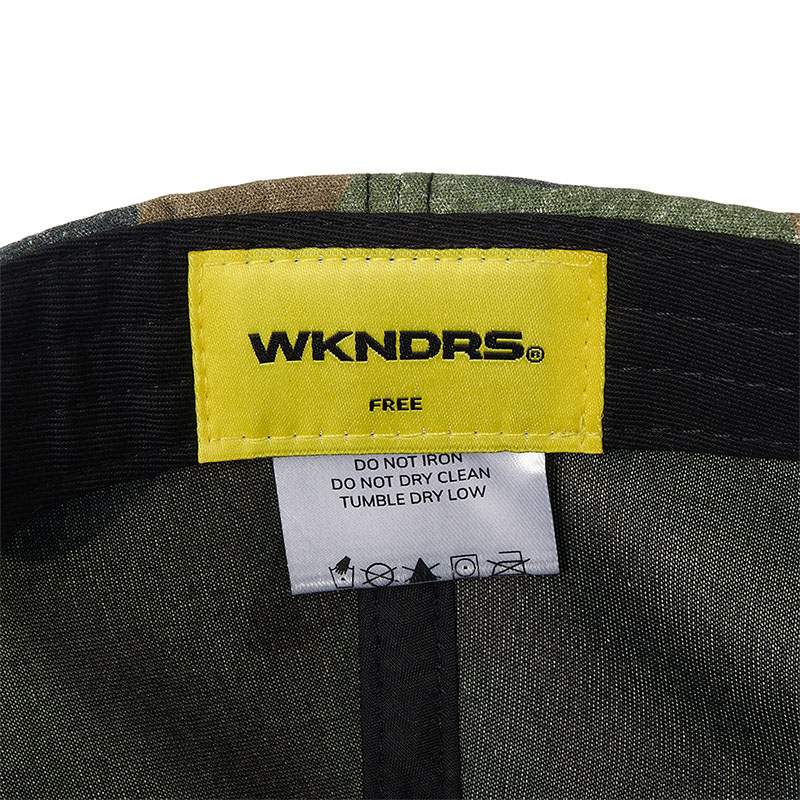 WKNDRS®
FREE
DO NOT IRON
DO NOT DRY CLEAN
TUMBLE DRY LOW